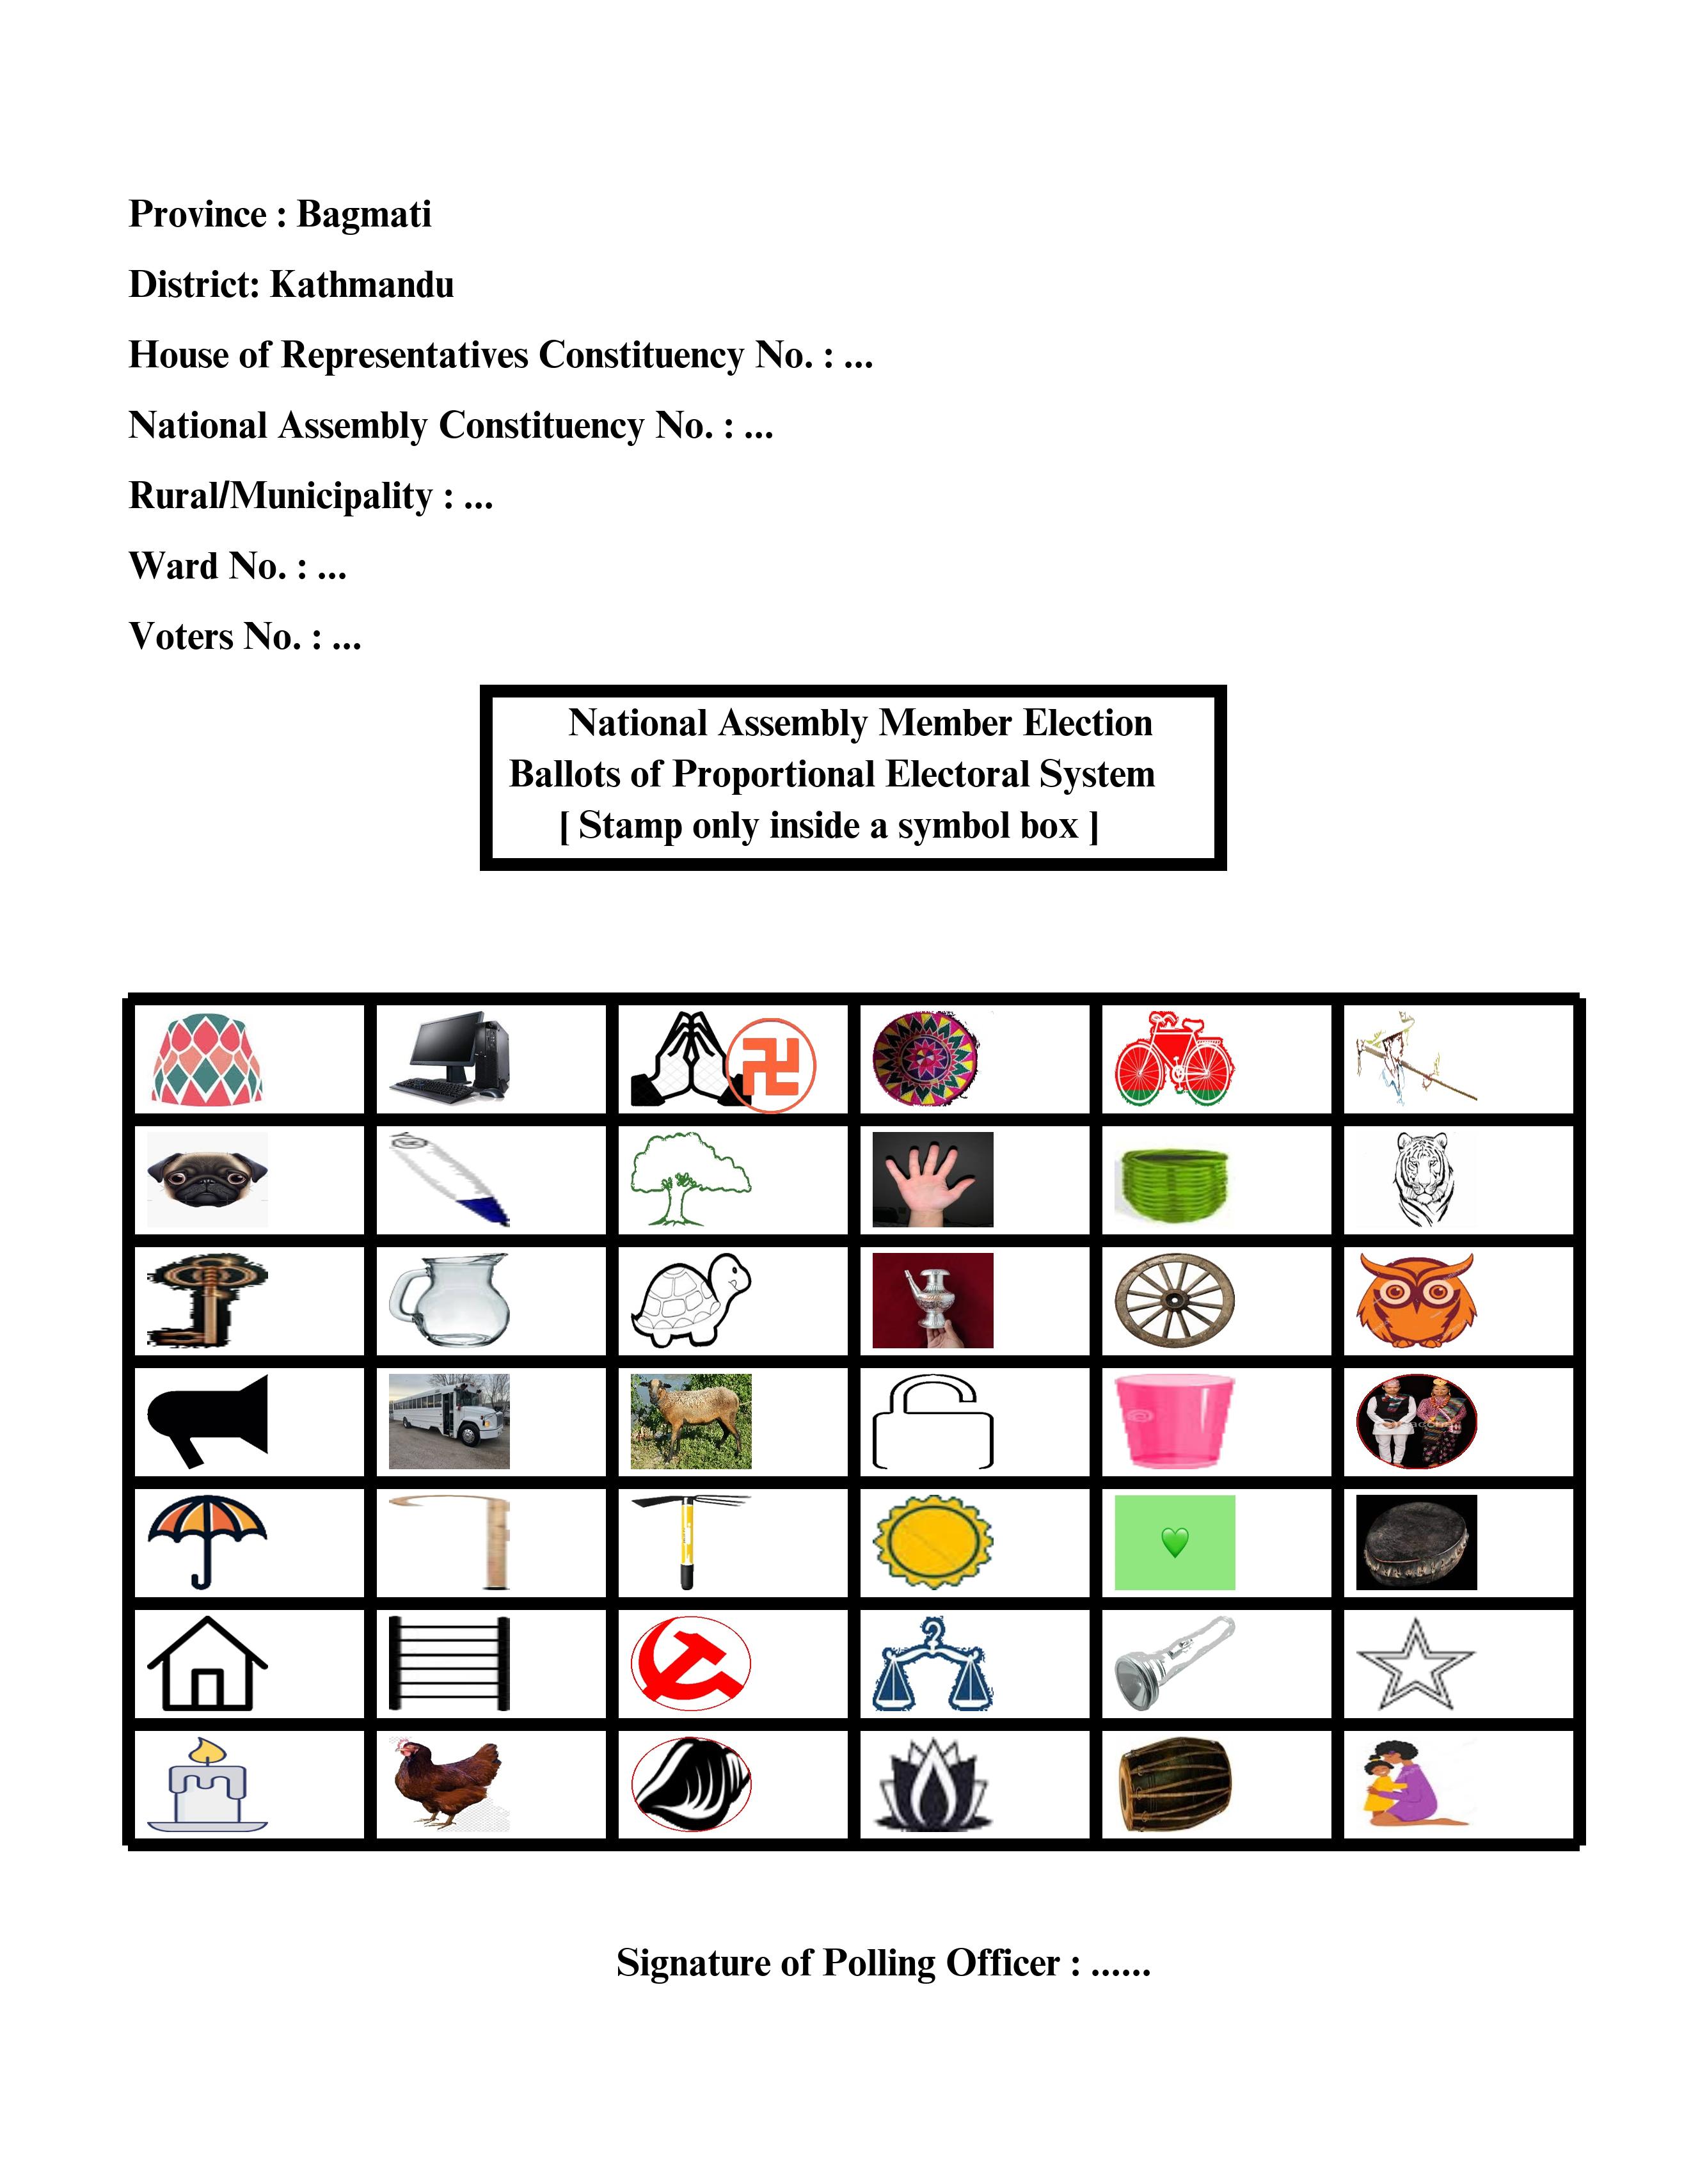 Province : Bagmati
District: Kathmandu
House of Representatives Constituency No. : ...
National Assembly Constituency No. : ...
Rural/Municipality : ...
Ward No. : ...
Voters No. : ...
National Assembly Member Election
Ballots of Proportional Electoral System
[ Stamp only inside a symbol box ]
Signature of Polling Officer : ......